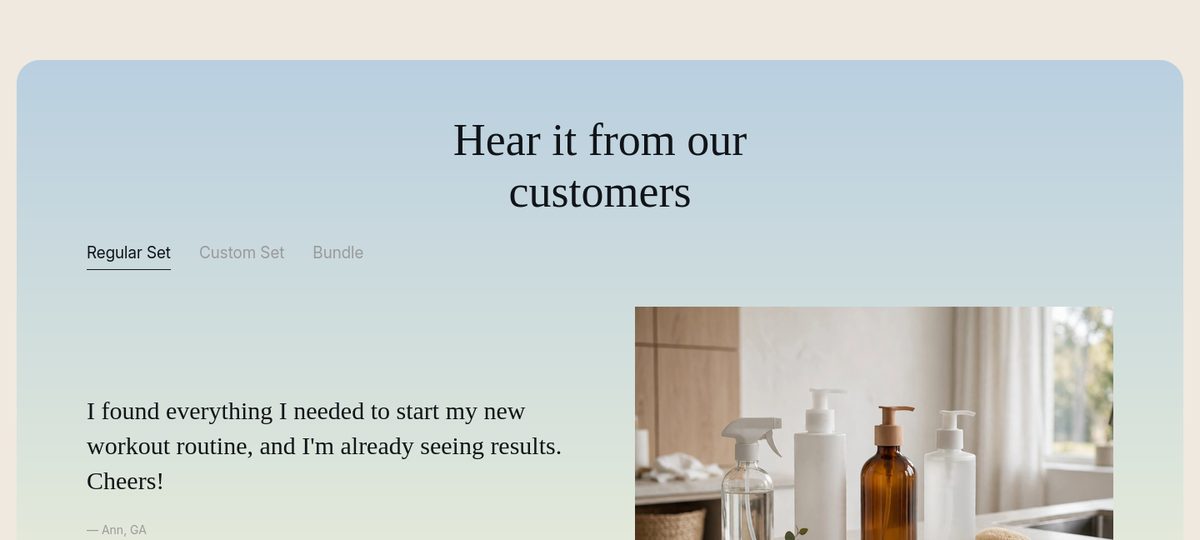 Hear it from our
customers
Regular Set
Custom Set
Bundle
I found everything I needed to start my new
workout routine, and I'm already seeing results.
Cheers!
— Ann, GA